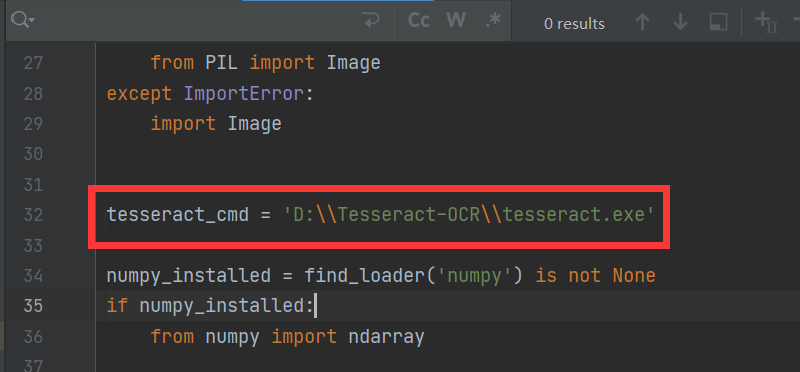 Cc W .* 0 results
27 from PIL import Image
28 except ImportError:
29 import Image
30
31
32 tesseract_cmd = 'D:\\Tesseract-OCR\\tesseract.exe'
33
34 numpy_installed = find_loader('numpy') is not None
35 if numpy_installed:
36 from numpy import ndarray
37